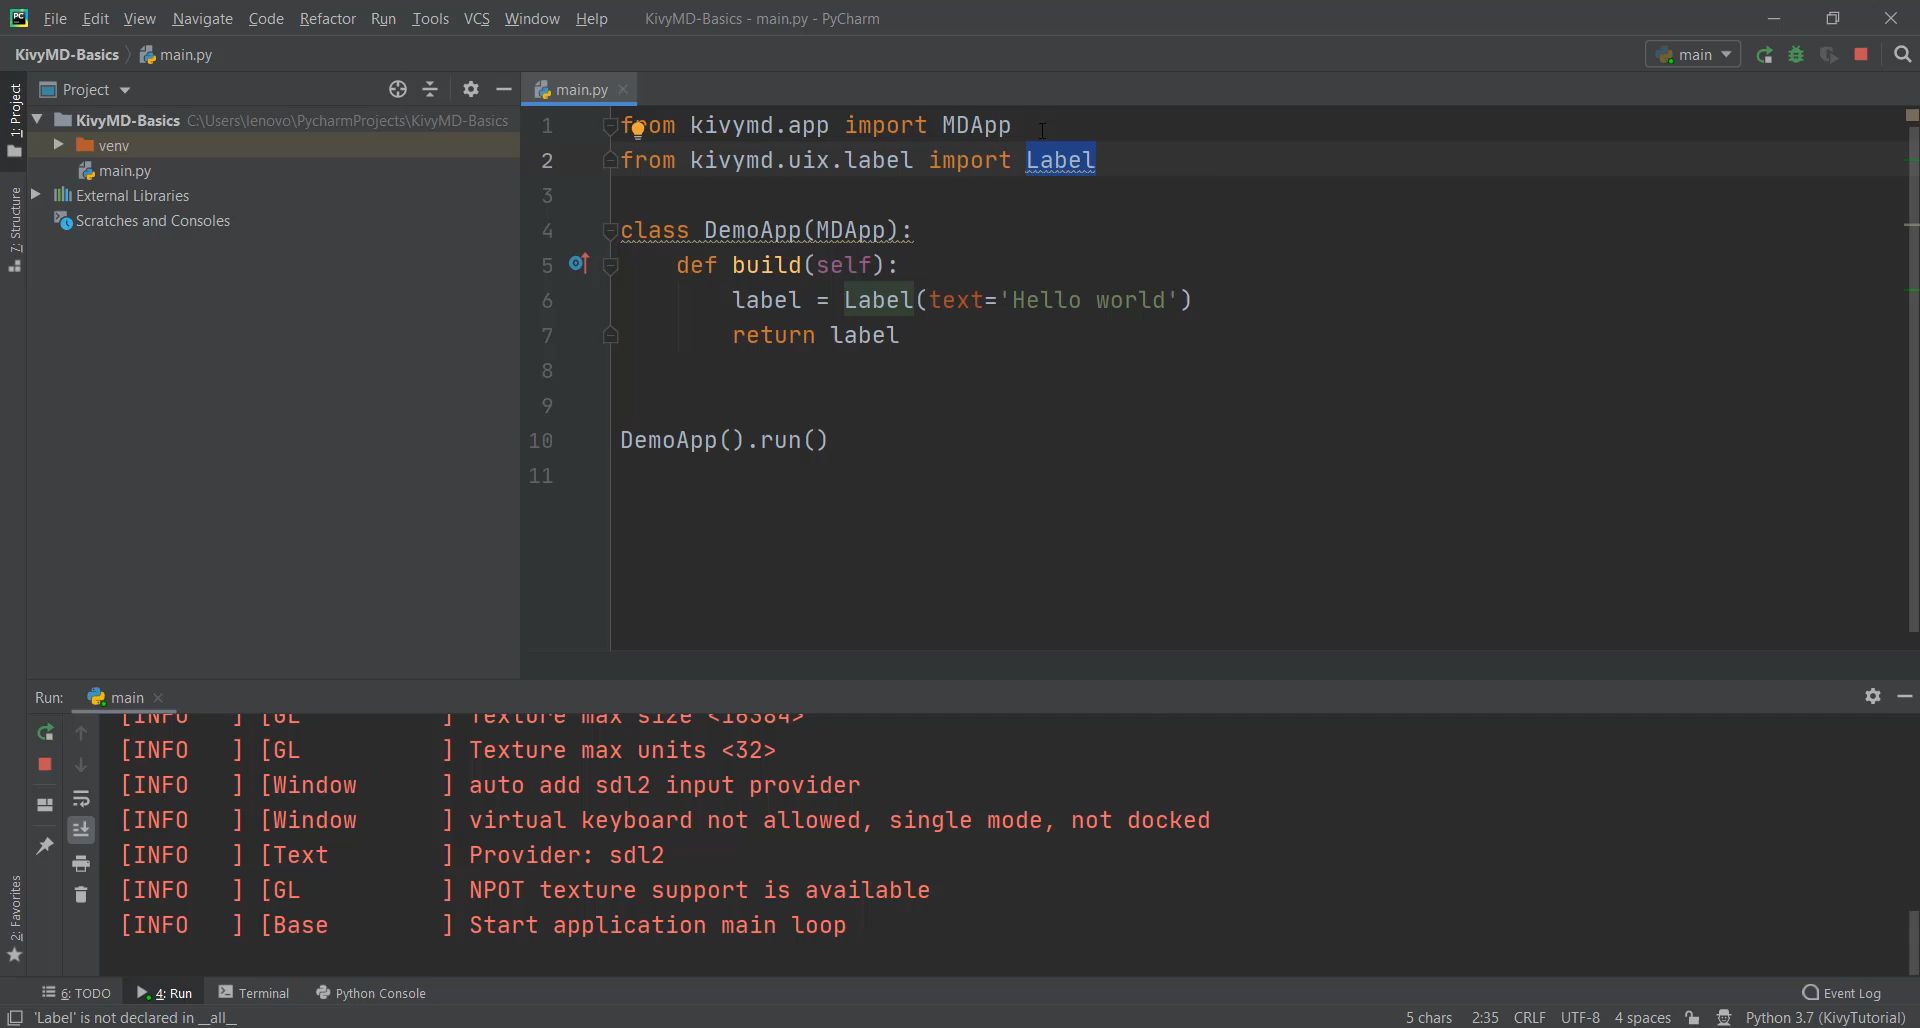 PC File Edit View Navigate Code Refactor Run Tools VCS Window Help KivyMD-Basics - main.py - PyCharm
KivyMD-Basics main.py main
1: Project
7: Structure
2: Favorites
Project
KivyMD-Basics C:\Users\lenovo\PycharmProjects\KivyMD-Basics
venv
main.py
External Libraries
Scratches and Consoles
main.py
1 from kivymd.app import MDApp
2 from kivymd.uix.label import Label
3
4 class DemoApp(MDApp):
5 def build(self):
6 label = Label(text='Hello world')
7 return label
8
9
10 DemoApp().run()
11
Run: main
[INFO ] [GL ] Texture max size <16384>
[INFO ] [GL ] Texture max units <32>
[INFO ] [Window ] auto add sdl2 input provider
[INFO ] [Window ] virtual keyboard not allowed, single mode, not docked
[INFO ] [Text ] Provider: sdl2
[INFO ] [GL ] NPOT texture support is available
[INFO ] [Base ] Start application main loop
6: TODO 4: Run Terminal Python Console Event Log
'Label' is not declared in __all__ 5 chars 2:35 CRLF UTF-8 4 spaces Python 3.7 (KivyTutorial)